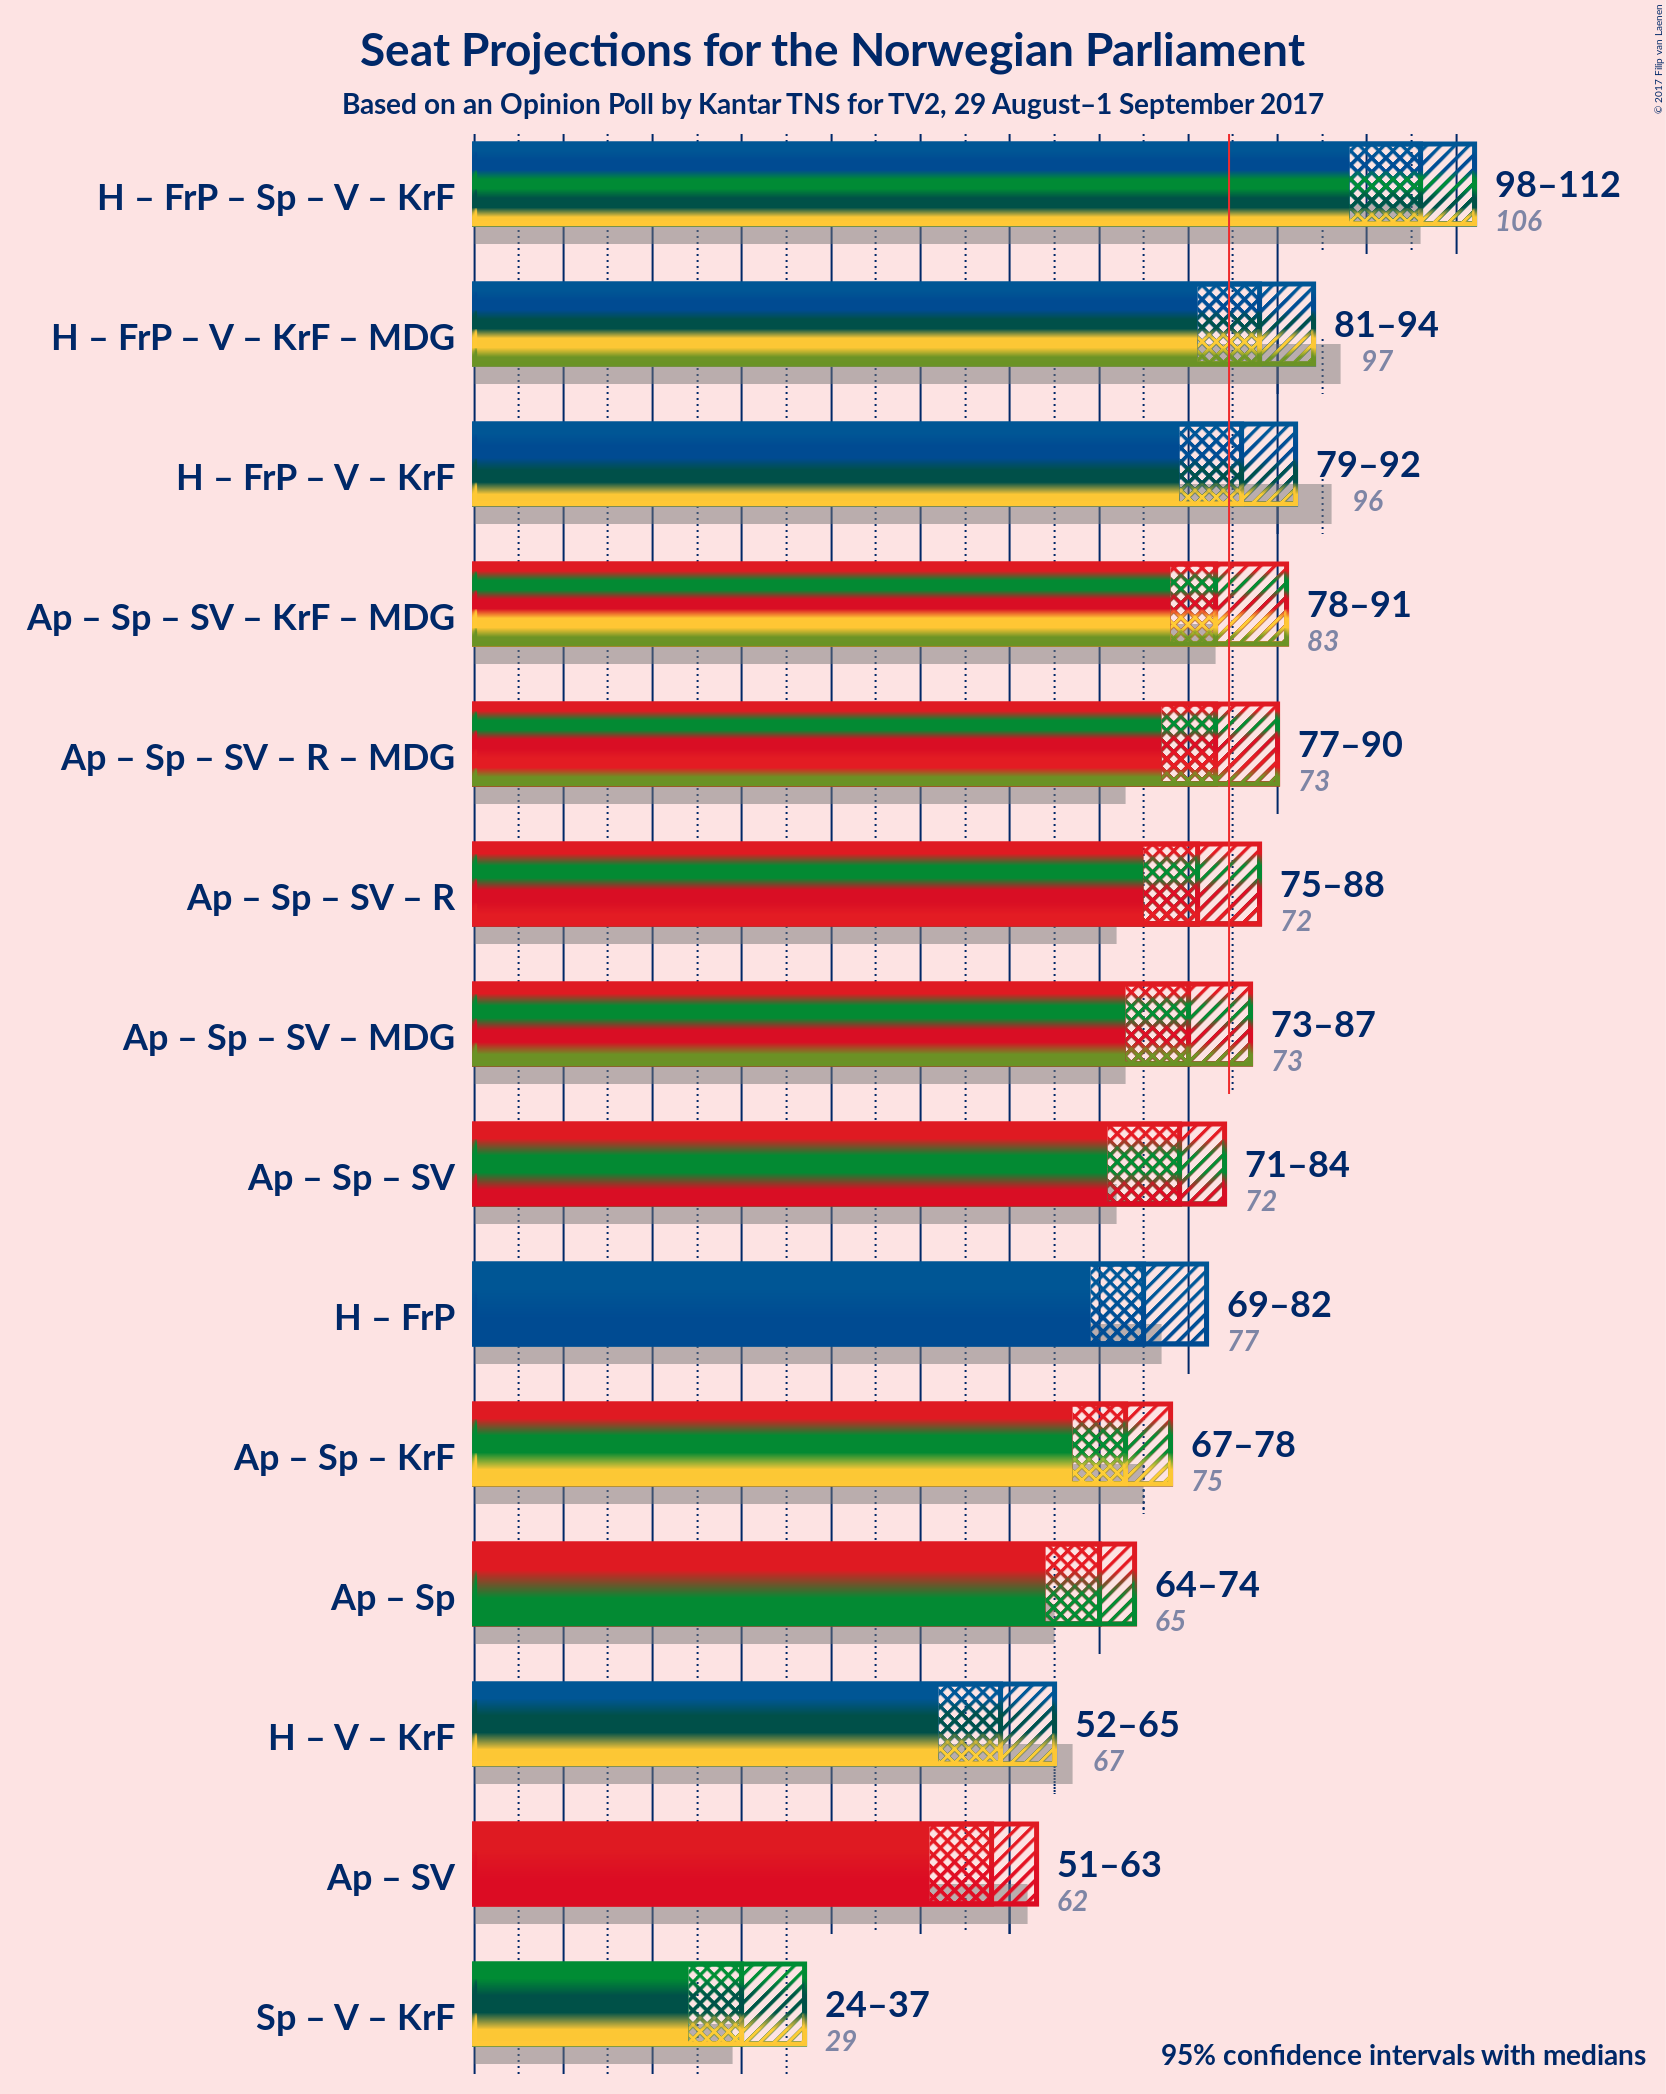 Seat Projections for the Norwegian Parliament
Based on an Opinion Poll by Kantar TNS for TV2, 29 August–1 September 2017
© 2017 Filip van Laenen
H – FrP – Sp – V – KrF
98–112
106
H – FrP – V – KrF – MDG
81–94
97
H – FrP – V – KrF
79–92
96
Ap – Sp – SV – KrF – MDG
78–91
83
Ap – Sp – SV – R – MDG
77–90
73
Ap – Sp – SV – R
75–88
72
Ap – Sp – SV – MDG
73–87
73
Ap – Sp – SV
71–84
72
H – FrP
69–82
77
Ap – Sp – KrF
67–78
75
Ap – Sp
64–74
65
H – V – KrF
52–65
67
Ap – SV
51–63
62
Sp – V – KrF
24–37
29
95% confidence intervals with medians